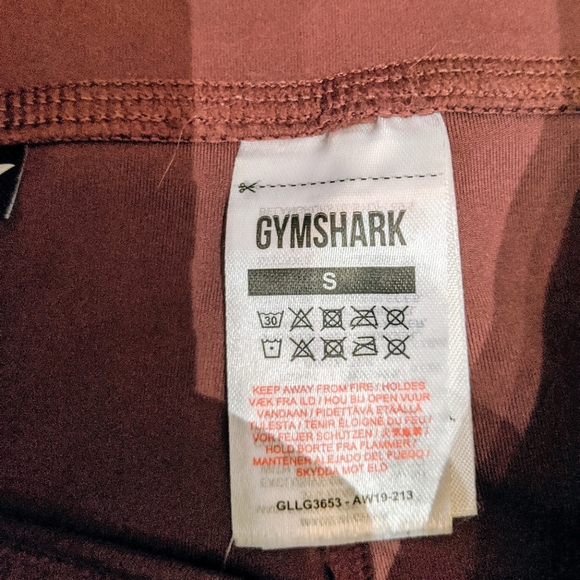 GYMSHARK
S
30
KEEP AWAY FROM FIRE / HOLDES
VÆK FRA ILD / HOU BIJ OPEN VUUR
VANDAAN / PIDETTÄVÄ ETÄÄLLÄ
TULESTA / TENIR ÉLOIGNÉ DU FEU /
VOR FEUER SCHÜTZEN /
HOLD BORTE FRA FLAMMER /
MANTENER ALEJADO DEL FUEGO /
SKYDDA MOT ELD
GLLG3653 - AW19-213